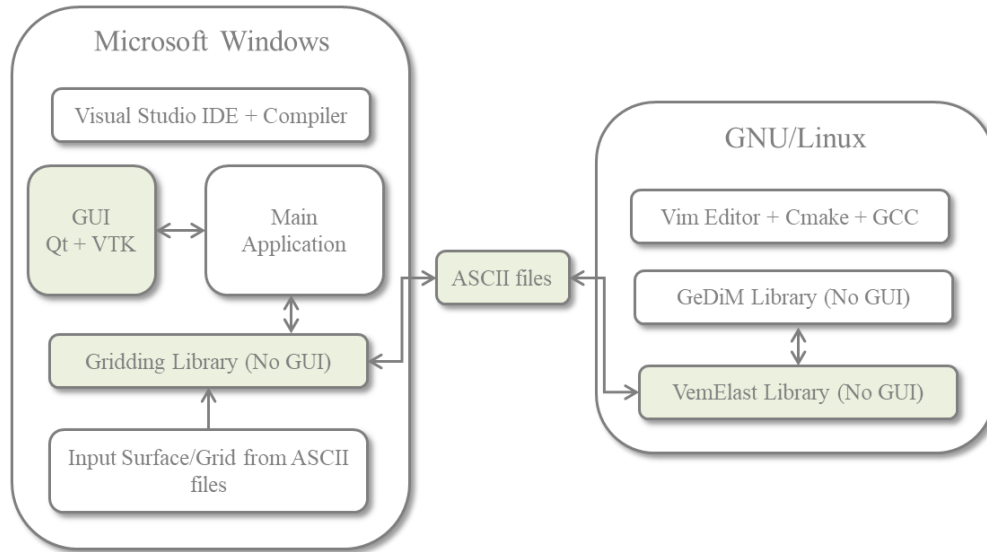 Microsoft Windows
Visual Studio IDE + Compiler
GUI
Qt + VTK
Main
Application
Gridding Library (No GUI)
Input Surface/Grid from ASCII
files
ASCII files
GNU/Linux
Vim Editor + Cmake + GCC
GeDiM Library (No GUI)
VemElast Library (No GUI)